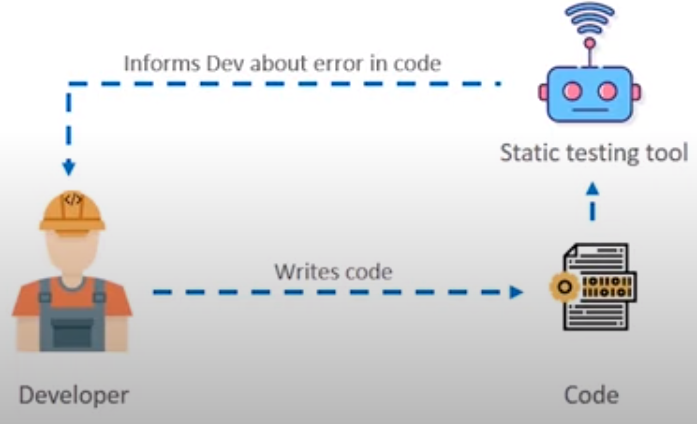 Informs Dev about error in code
Static testing tool
</>
Writes code
Developer
Code